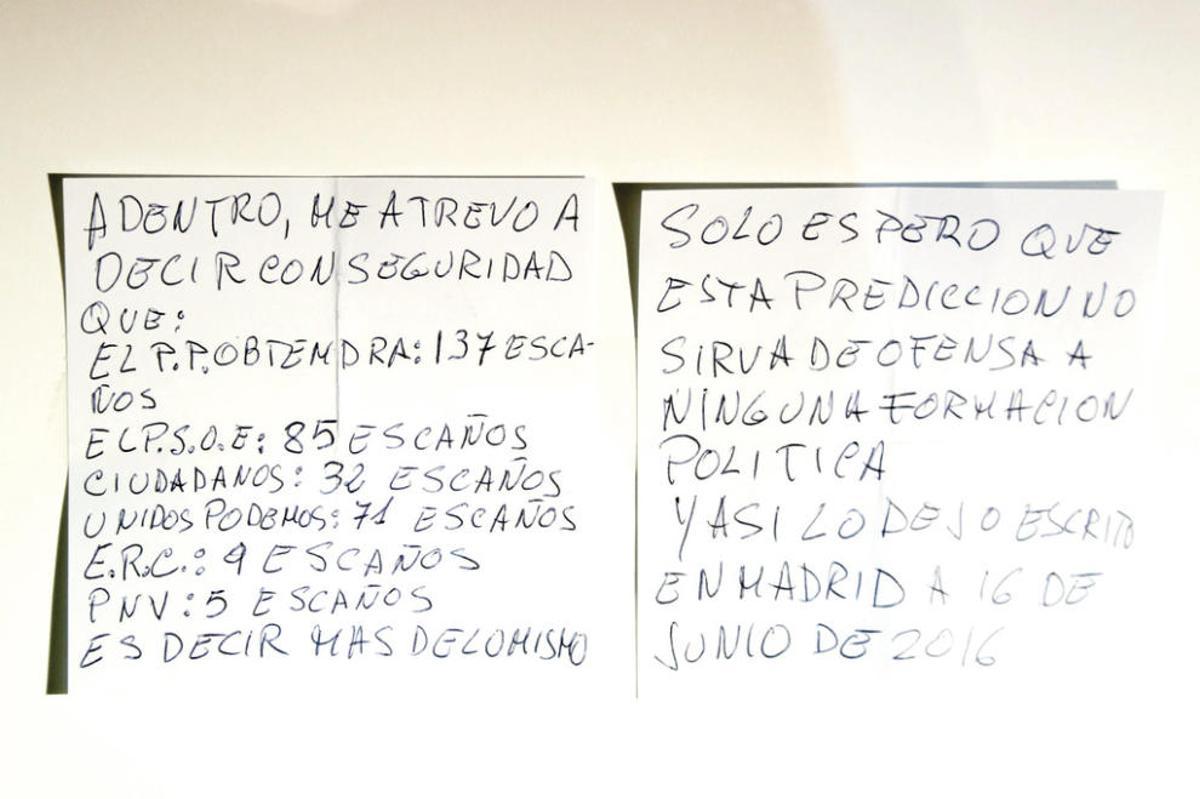 ADENTRO, ME ATREVO A
DECIR CON SEGURIDAD
QUE:
EL P.P. OBTENDRA: 137 ESCA-
ÑOS
EL P.S.O.E: 85 ESCAÑOS
CIUDADANOS: 32 ESCAÑOS
UNIDOS PODEMOS: 71 ESCAÑOS
E.R.C.: 9 ESCAÑOS
PNV: 5 ESCAÑOS
ES DECIR MAS DE LO MISMO
SOLO ESPERO QUE
ESTA PREDICCION NO
SIRVA DE OFENSA A
NINGUNA FORMACION
POLITICA
Y ASI LO DEJO ESCRITO
EN MADRID A 16 DE
JUNIO DE 2016